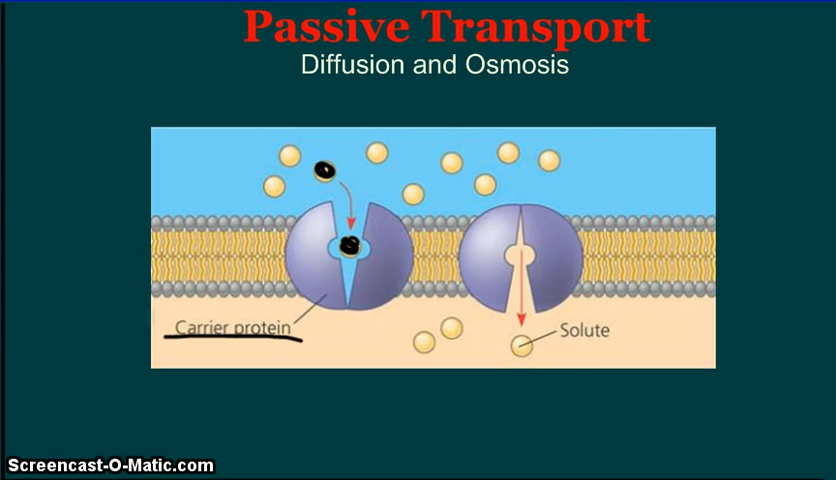 Passive Transport
Diffusion and Osmosis
Carrier protein
Solute
Screencast-O-Matic.com